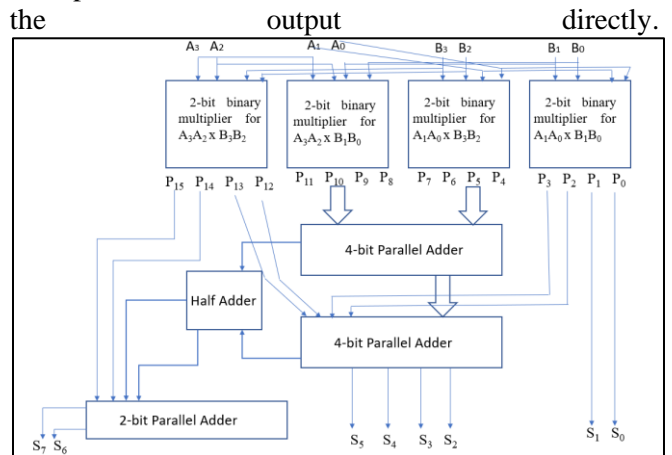 the output directly.
A3 A2 A1 A0 B3 B2 B1 B0
2-bit binary multiplier for A3A2 x B3B2
2-bit binary multiplier for A3A2 x B1B0
2-bit binary multiplier for A1A0 x B3B2
2-bit binary multiplier for A1A0 x B1B0
P15 P14 P13 P12 P11 P10 P9 P8 P7 P6 P5 P4 P3 P2 P1 P0
4-bit Parallel Adder
Half Adder
4-bit Parallel Adder
2-bit Parallel Adder
S7 S6 S5 S4 S3 S2 S1 S0